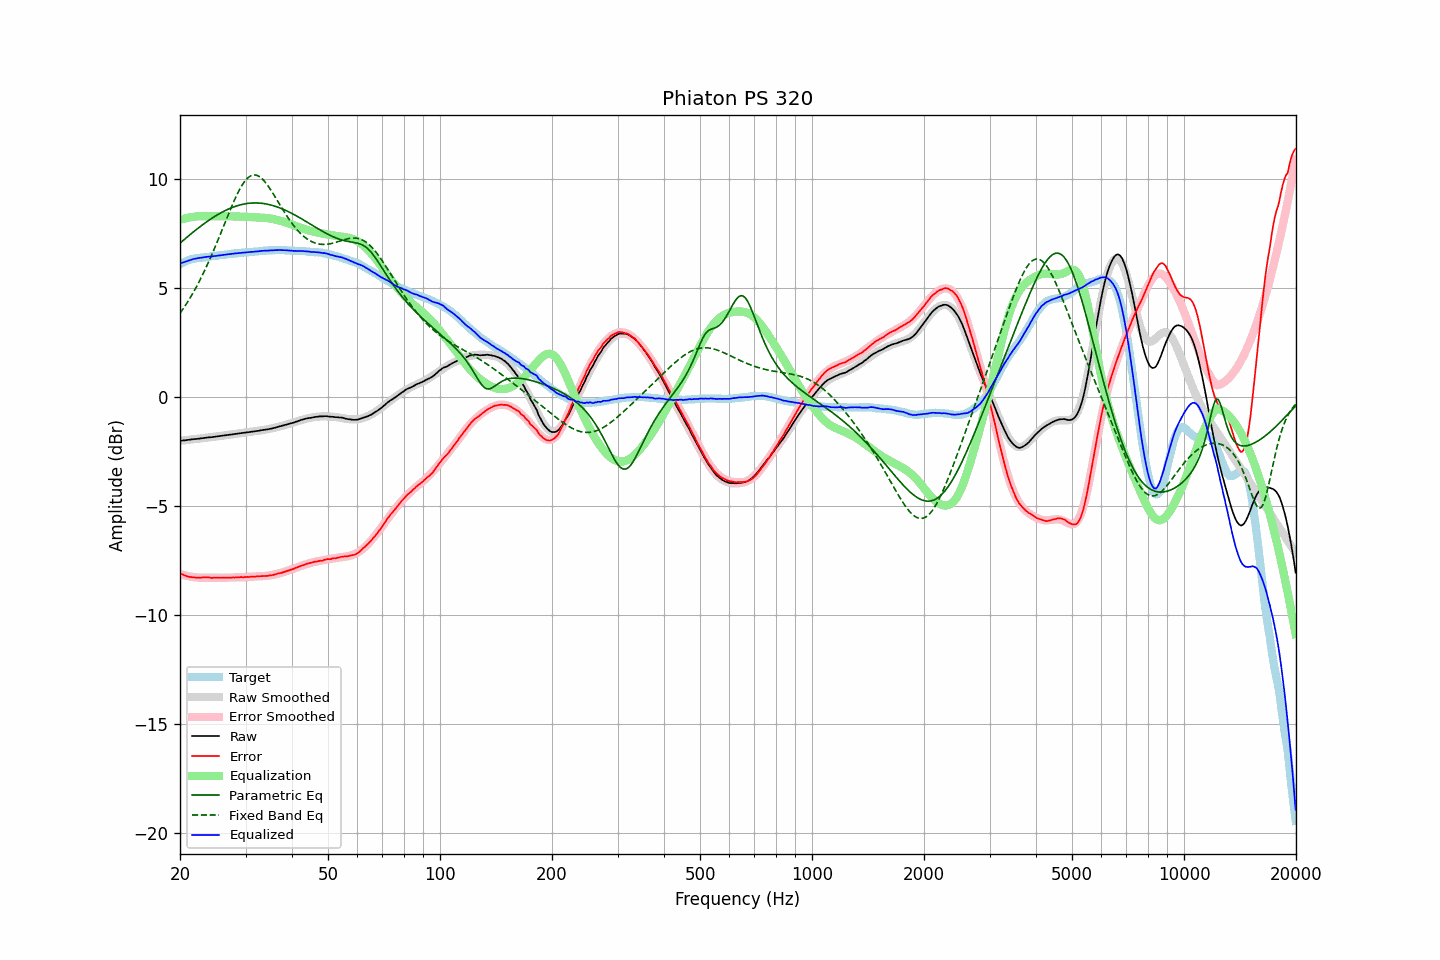 Phiaton PS 320
Amplitude (dBr)
10
5
0
−5
−10
−15
−20
Target
Raw Smoothed
Error Smoothed
Raw
Error
Equalization
Parametric Eq
Fixed Band Eq
Equalized
20 50 100 200 500 1000 2000 5000 10000 20000
Frequency (Hz)